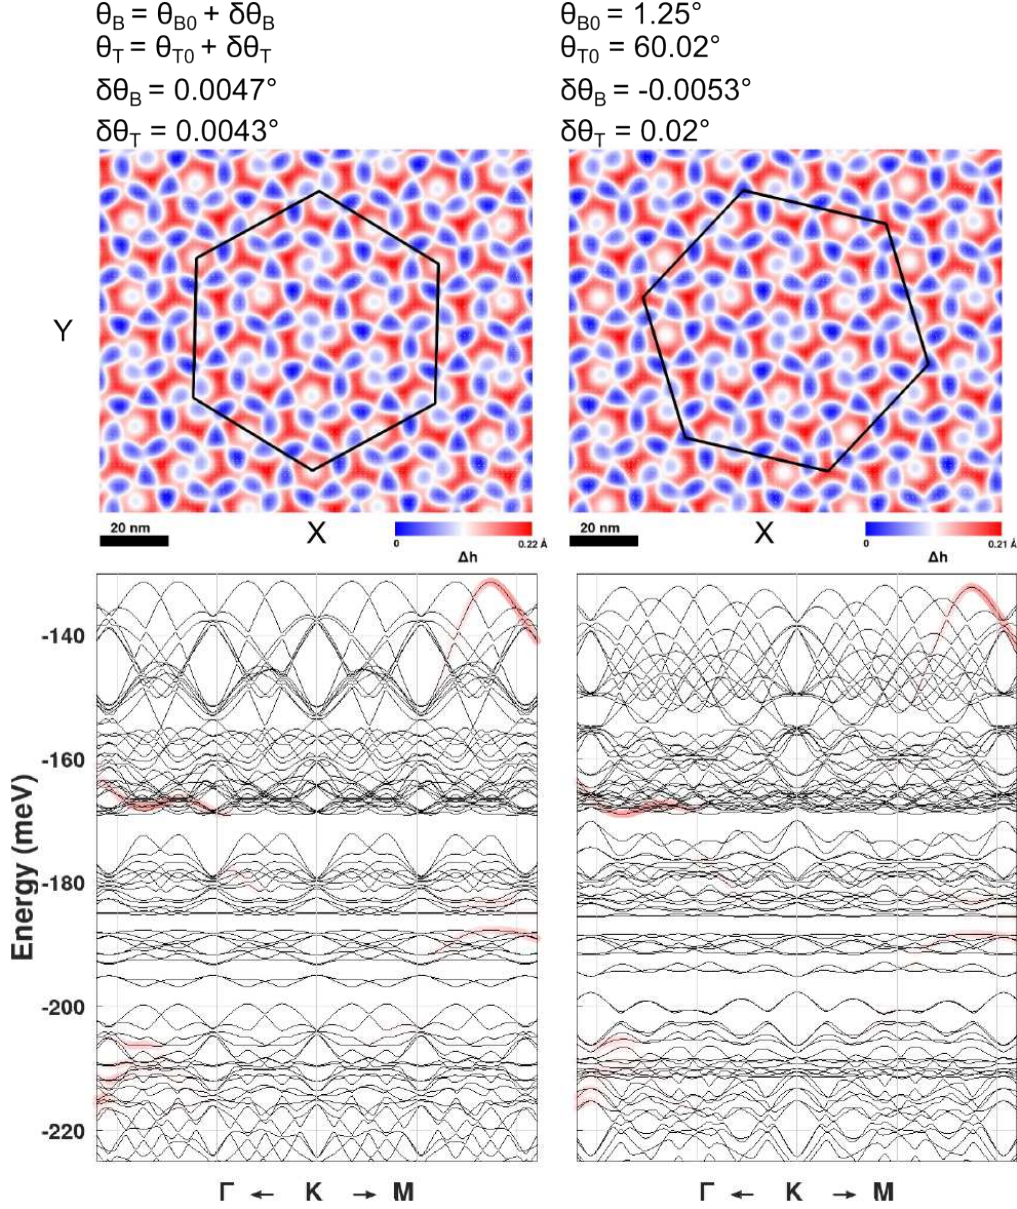 θB = θB0 + δθB
θT = θT0 + δθT
δθB = 0.0047°
δθT = 0.0043°
θB0 = 1.25°
θT0 = 60.02°
δθB = -0.0053°
δθT = 0.02°
Y
20 nm
X
0
0.22 Å
Δh
20 nm
X
0
0.21 Å
Δh
Energy (meV)
-140
-160
-180
-200
-220
Γ ← K → M
Γ ← K → M